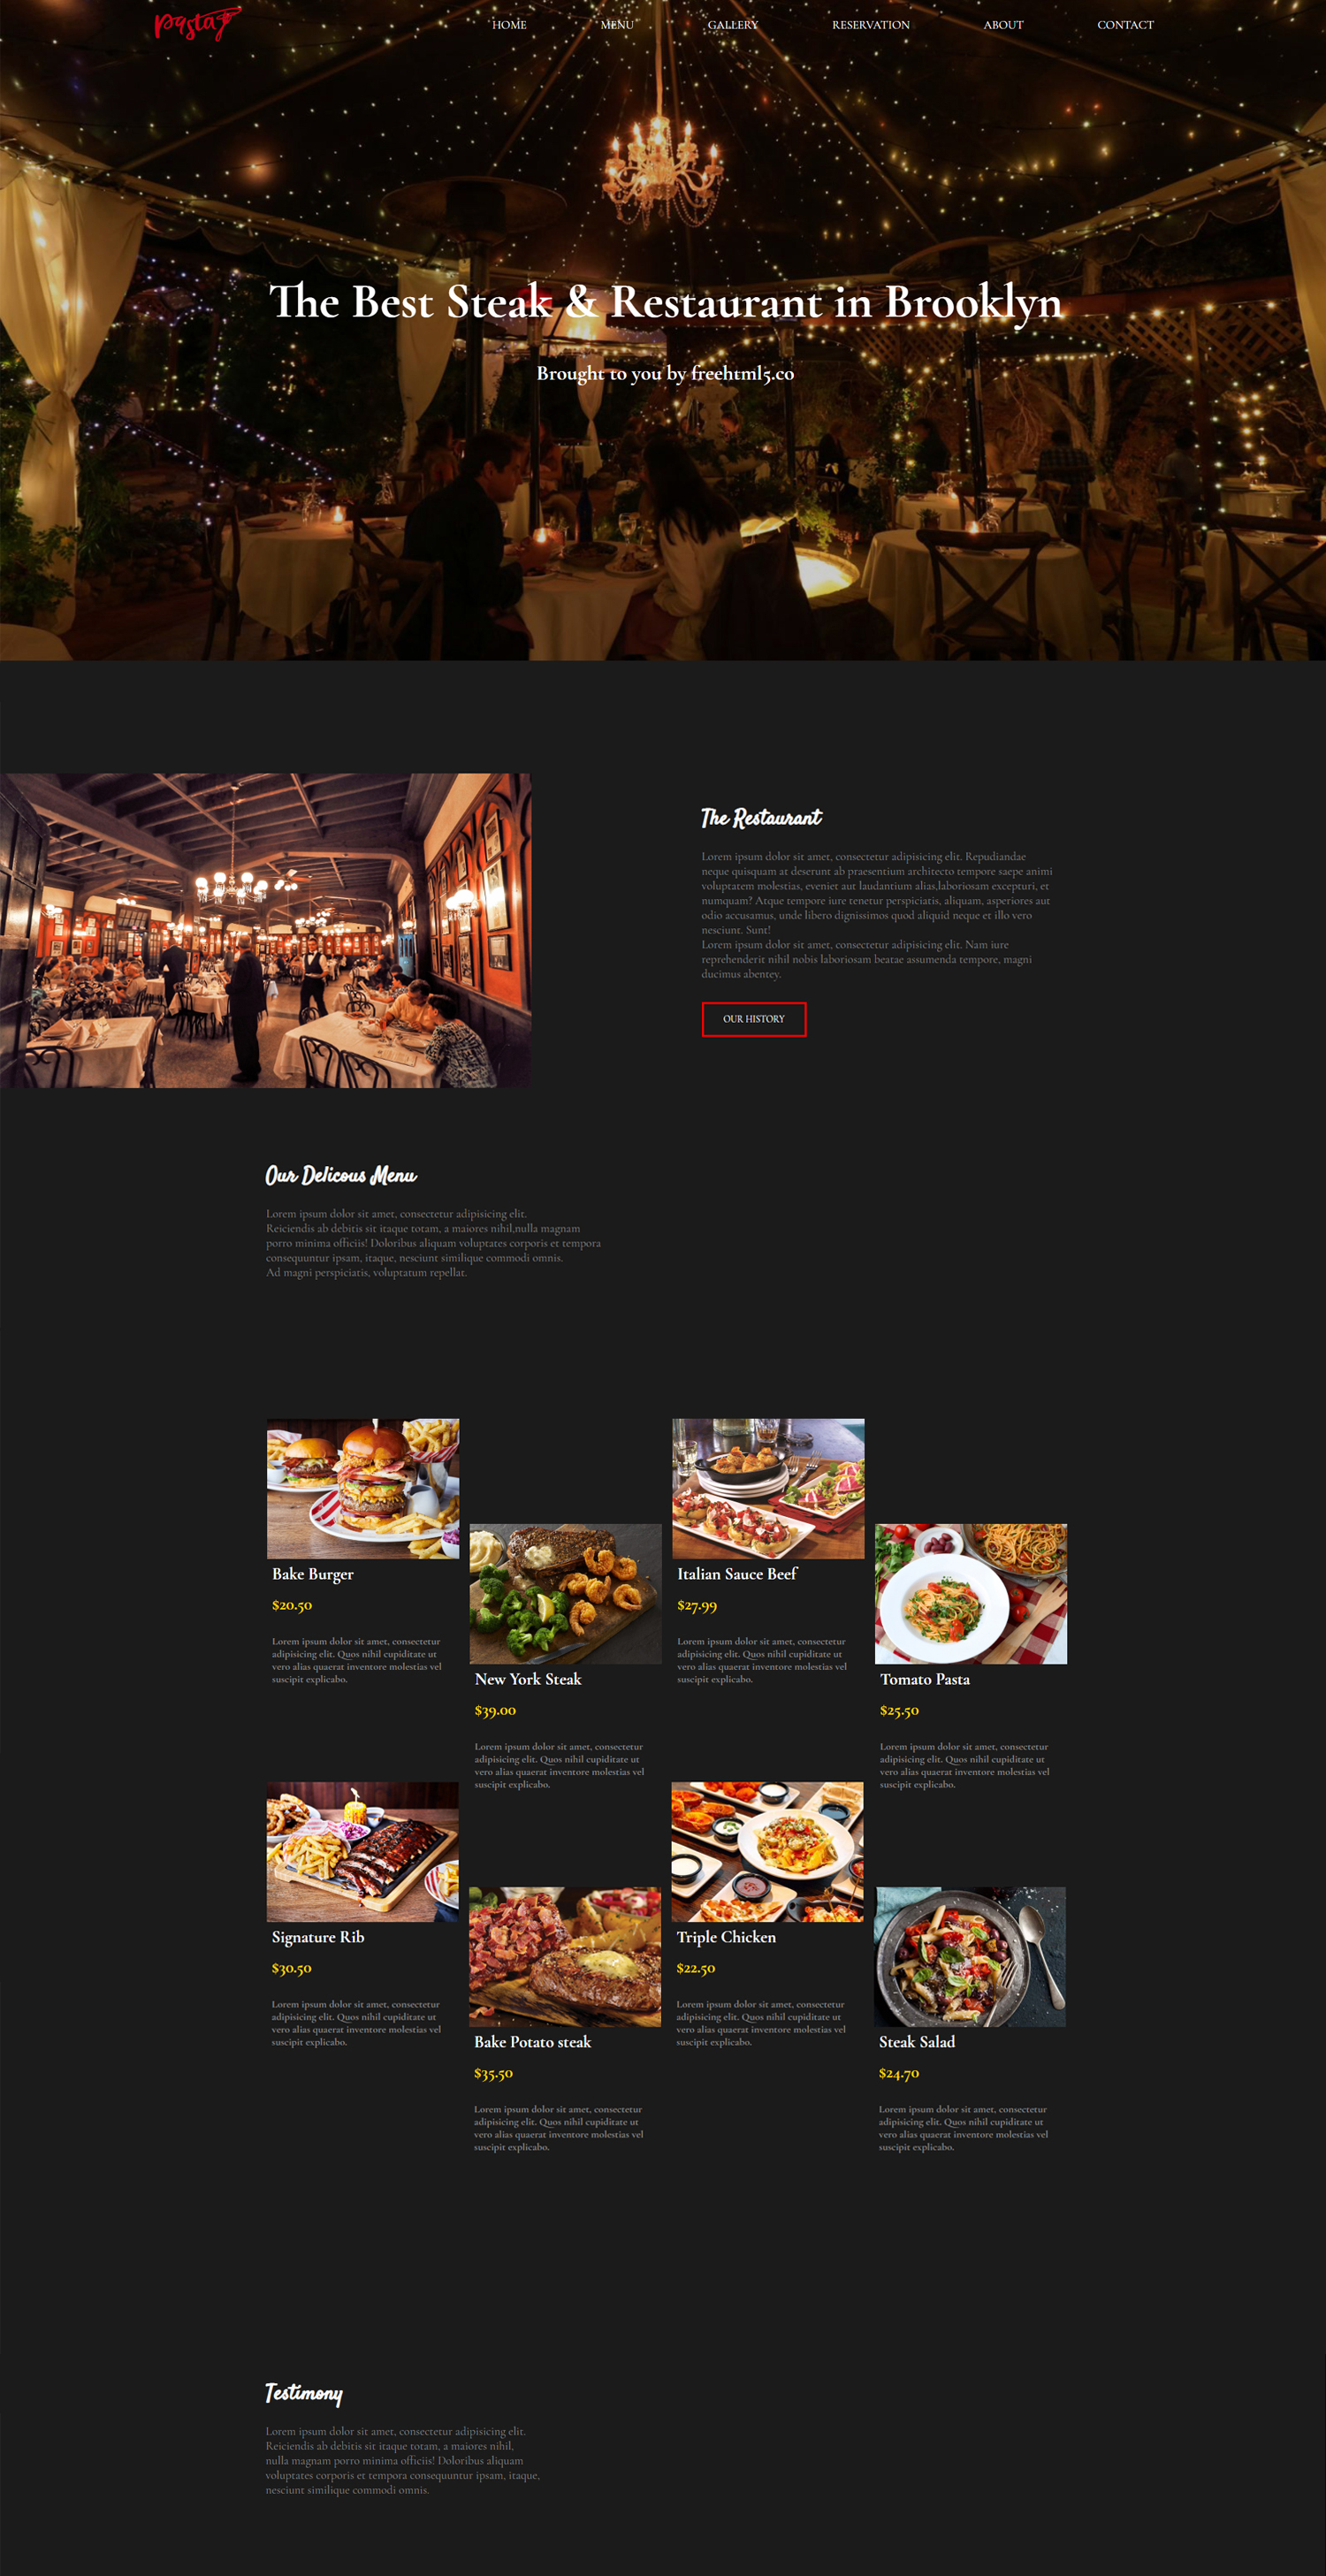 pasta
HOME MENU GALLERY RESERVATION ABOUT CONTACT
The Best Steak & Restaurant in Brooklyn
Brought to you by freehtml5.co
The Restaurant
Lorem ipsum dolor sit amet, consectetur adipisicing elit. Repudiandae
neque quisquam at deserunt ab praesentium architecto tempore saepe animi
voluptatem molestias, eveniet aut laudantium alias,laboriosam excepturi, et
numquam? Atque tempore iure tenetur perspiciatis, aliquam, asperiores aut
odio accusamus, unde libero dignissimos quod aliquid neque et illo vero
nesciunt. Sunt!
Lorem ipsum dolor sit amet, consectetur adipisicing elit. Nam iure
reprehenderit nihil nobis laboriosam beatae assumenda tempore, magni
ducimus abentey.
OUR HISTORY
Our Delicous Menu
Lorem ipsum dolor sit amet, consectetur adipisicing elit.
Reiciendis ab debitis sit itaque totam, a maiores nihil,nulla magnam
porro minima officiis! Doloribus aliquam voluptates corporis et tempora
consequuntur ipsam, itaque, nesciunt similique commodi omnis.
Ad magni perspiciatis, voluptatum repellat.
Bake Burger
$20.50
Lorem ipsum dolor sit amet, consectetur
adipisicing elit. Quos nihil cupiditate ut
vero alias quaerat inventore molestias vel
suscipit explicabo.
New York Steak
$39.00
Lorem ipsum dolor sit amet, consectetur
adipisicing elit. Quos nihil cupiditate ut
vero alias quaerat inventore molestias vel
suscipit explicabo.
Italian Sauce Beef
$27.99
Lorem ipsum dolor sit amet, consectetur
adipisicing elit. Quos nihil cupiditate ut
vero alias quaerat inventore molestias vel
suscipit explicabo.
Tomato Pasta
$25.50
Lorem ipsum dolor sit amet, consectetur
adipisicing elit. Quos nihil cupiditate ut
vero alias quaerat inventore molestias vel
suscipit explicabo.
Signature Rib
$30.50
Lorem ipsum dolor sit amet, consectetur
adipisicing elit. Quos nihil cupiditate ut
vero alias quaerat inventore molestias vel
suscipit explicabo.
Bake Potato steak
$35.50
Lorem ipsum dolor sit amet, consectetur
adipisicing elit. Quos nihil cupiditate ut
vero alias quaerat inventore molestias vel
suscipit explicabo.
Triple Chicken
$22.50
Lorem ipsum dolor sit amet, consectetur
adipisicing elit. Quos nihil cupiditate ut
vero alias quaerat inventore molestias vel
suscipit explicabo.
Steak Salad
$24.70
Lorem ipsum dolor sit amet, consectetur
adipisicing elit. Quos nihil cupiditate ut
vero alias quaerat inventore molestias vel
suscipit explicabo.
Testimony
Lorem ipsum dolor sit amet, consectetur adipisicing elit.
Reiciendis ab debitis sit itaque totam, a maiores nihil,
nulla magnam porro minima officiis! Doloribus aliquam
voluptates corporis et tempora consequuntur ipsam, itaque,
nesciunt similique commodi omnis.